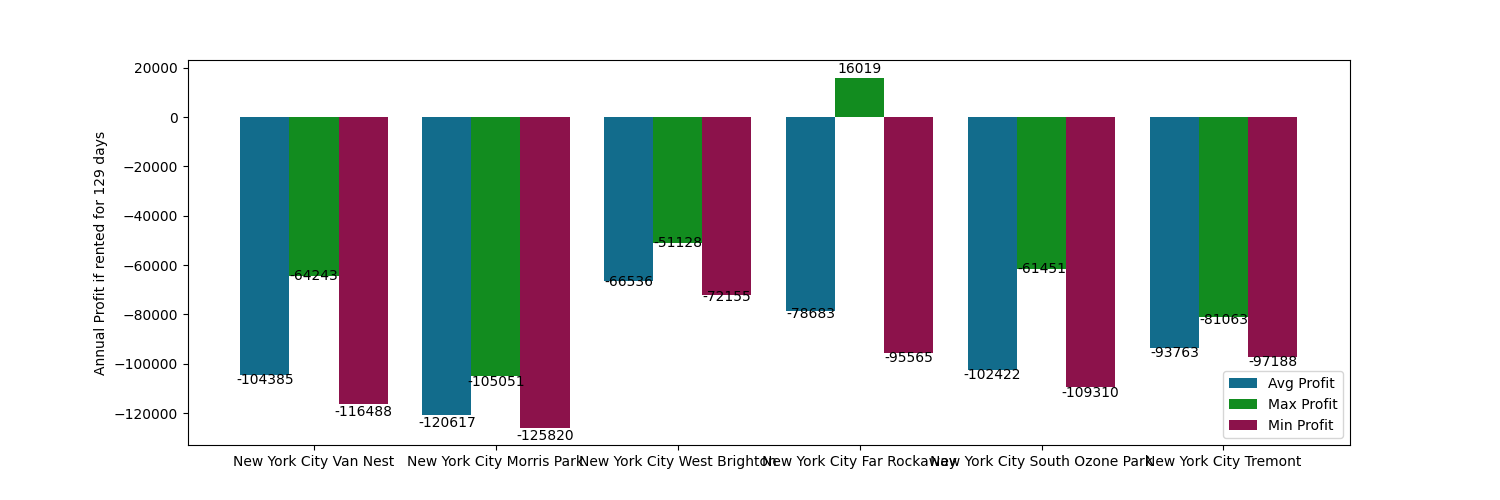 Annual Profit if rented for 129 days
20000
0
−20000
−40000
−60000
−80000
−100000
−120000
-104385
-64243
-116488
-120617
-105051
-125820
-66536
-51128
-72155
-78683
16019
-95565
-102422
-61451
-109310
-93763
-81063
-97188
New York City Van Nest
New York City Morris Park
New York City West Brighton
New York City Far Rockaway
New York City South Ozone Park
New York City Tremont
Avg Profit
Max Profit
Min Profit